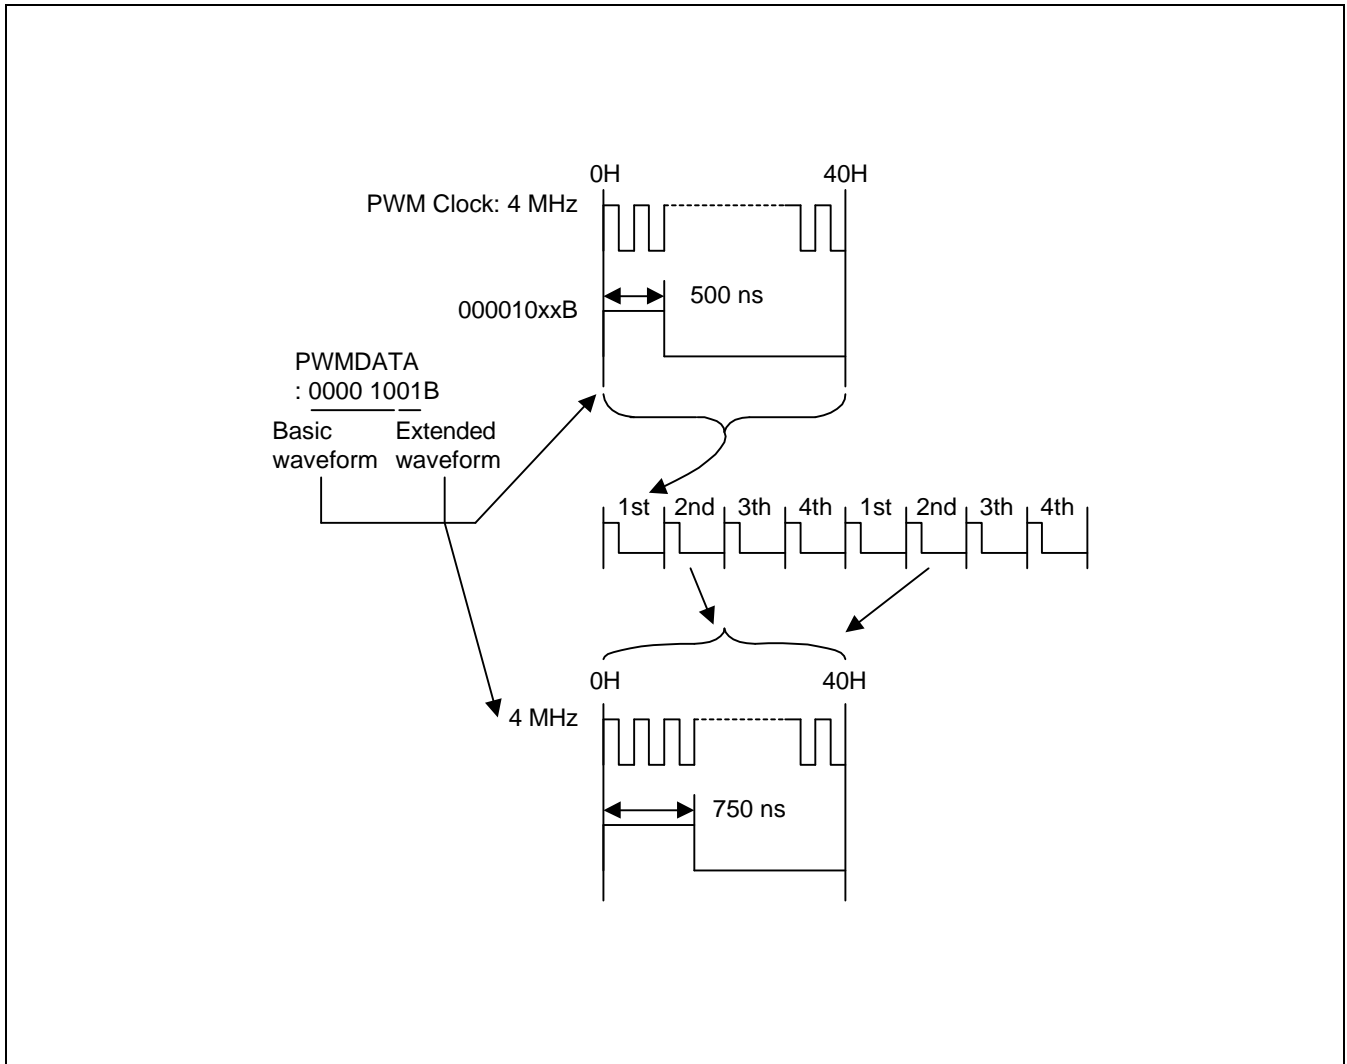 0H 40H
PWM Clock: 4 MHz
000010xxB
500 ns
PWMDATA
: 0000 1001B
Basic
waveform
Extended
waveform
1st 2nd 3th 4th 1st 2nd 3th 4th
0H 40H
4 MHz
750 ns